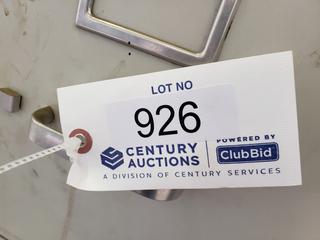 LOT NO
926
CENTURY
AUCTIONS
POWERED BY
ClubBid
A DIVISION OF CENTURY SERVICES